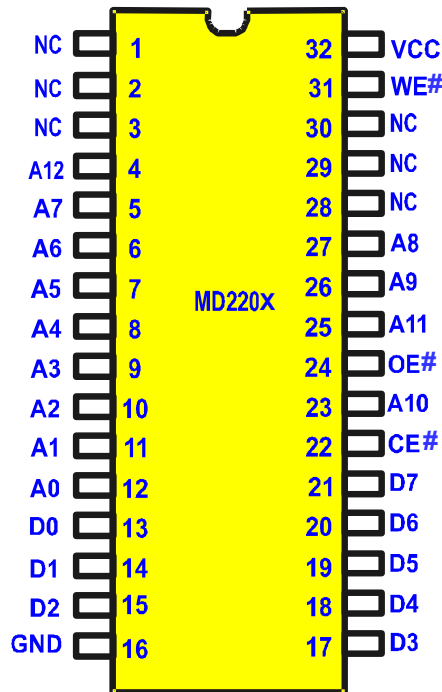 NC 1 32 VCC
NC 2 31 WE#
NC 3 30 NC
A12 4 29 NC
A7 5 28 NC
A6 6 27 A8
A5 7 MD220X 26 A9
A4 8 25 A11
A3 9 24 OE#
A2 10 23 A10
A1 11 22 CE#
A0 12 21 D7
D0 13 20 D6
D1 14 19 D5
D2 15 18 D4
GND 16 17 D3